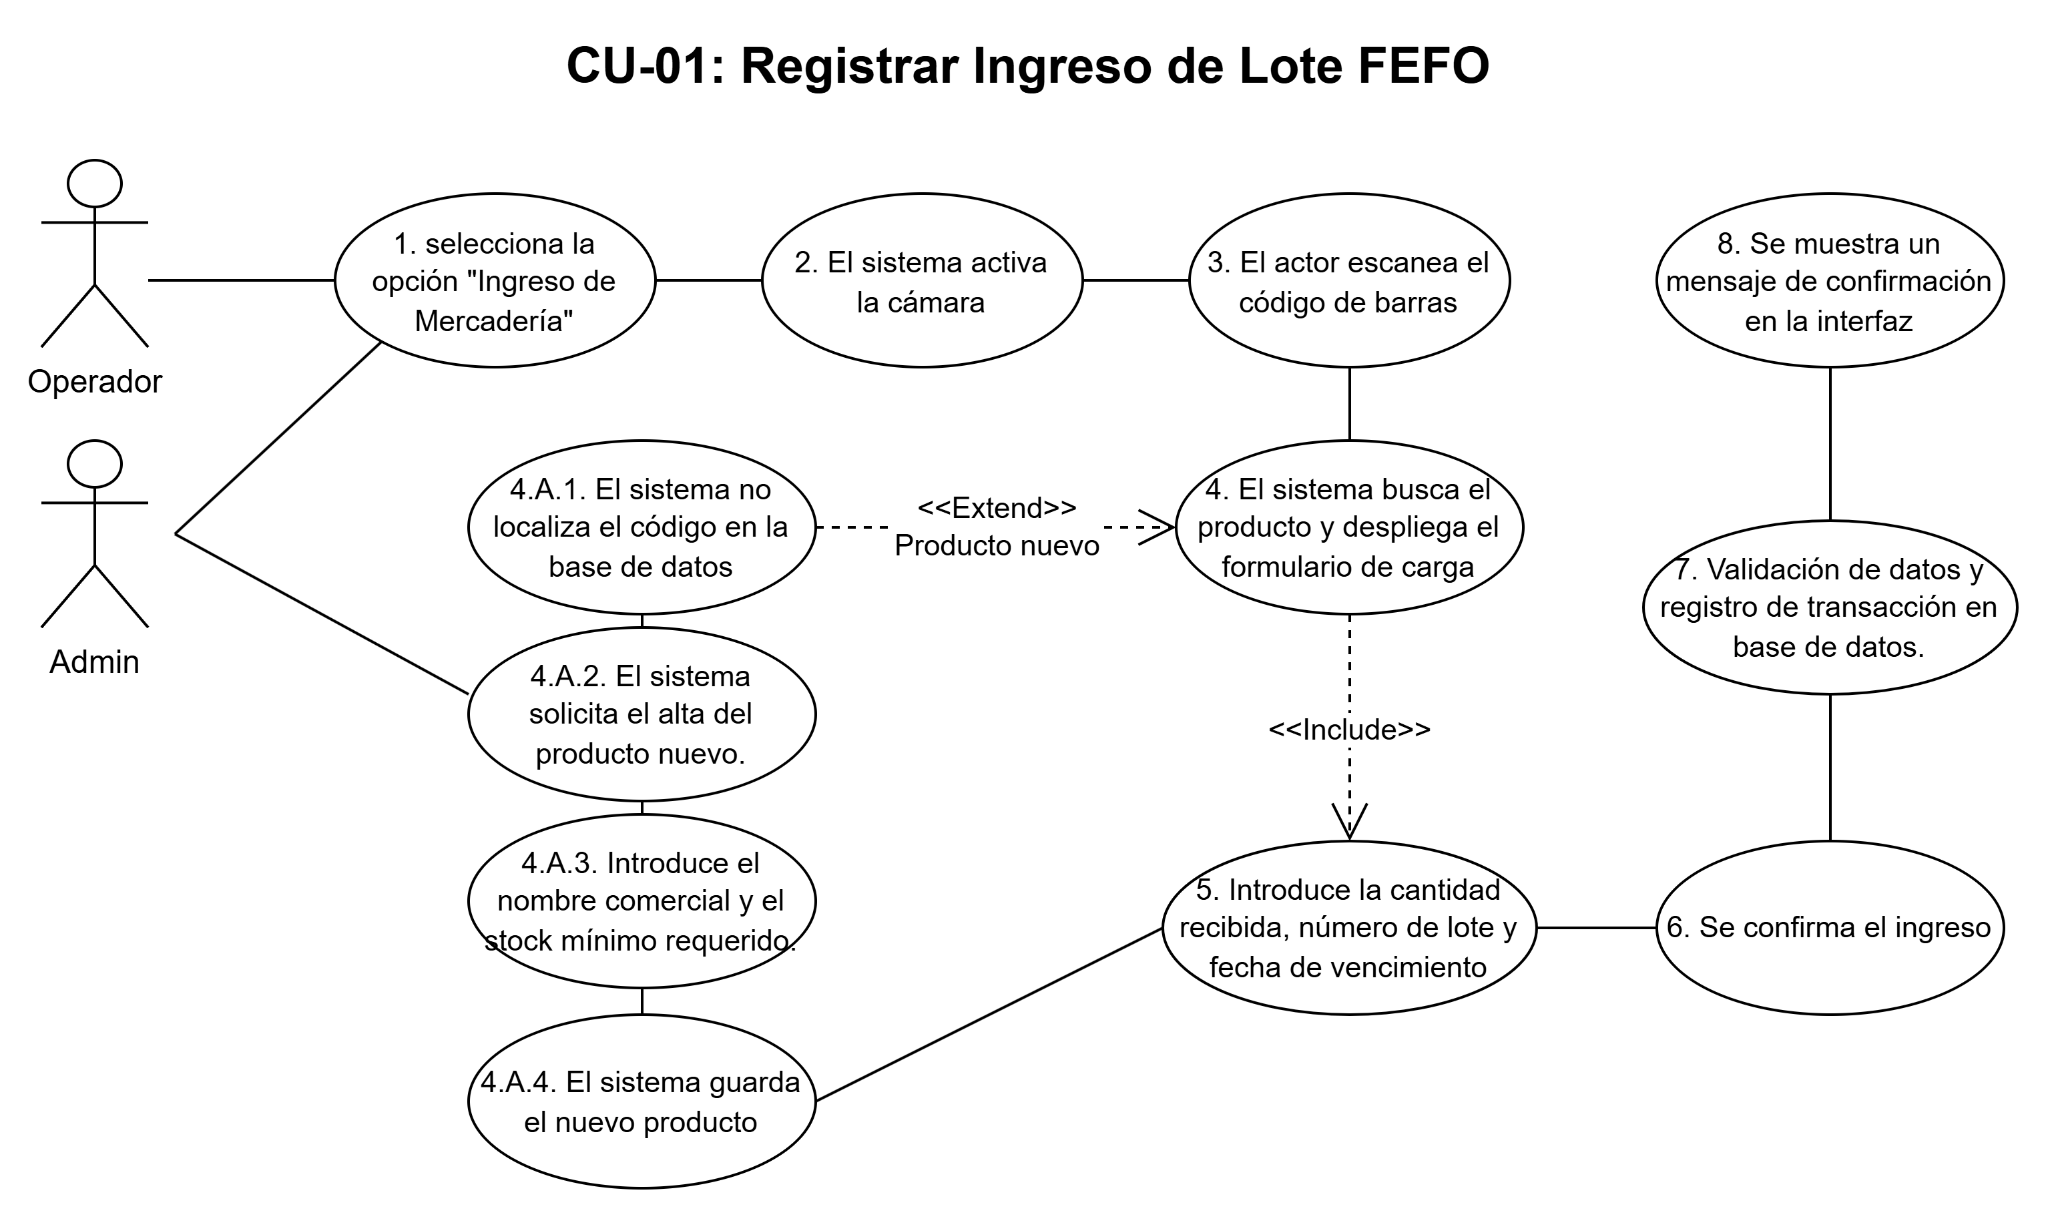 CU-01: Registrar Ingreso de Lote FEFO
Operador
Admin
1. selecciona la
opción "Ingreso de
Mercadería"
2. El sistema activa
la cámara
3. El actor escanea el
código de barras
4. El sistema busca el
producto y despliega el
formulario de carga
<<Extend>>
Producto nuevo
4.A.1. El sistema no
localiza el código en la
base de datos
4.A.2. El sistema
solicita el alta del
producto nuevo.
4.A.3. Introduce el
nombre comercial y el
stock mínimo requerido.
4.A.4. El sistema guarda
el nuevo producto
<<Include>>
5. Introduce la cantidad
recibida, número de lote y
fecha de vencimiento
6. Se confirma el ingreso
7. Validación de datos y
registro de transacción en
base de datos.
8. Se muestra un
mensaje de confirmación
en la interfaz